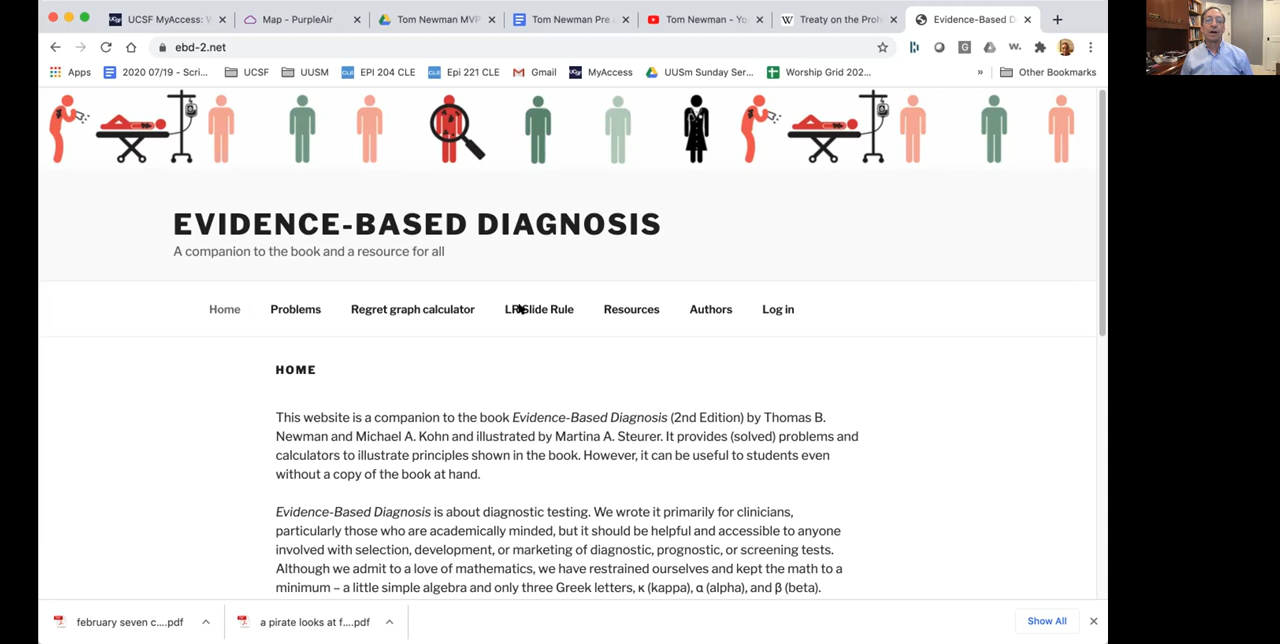 UCSF MyAccess: W
Map - PurpleAir
Tom Newman MVP
Tom Newman Pre
Tom Newman - Yo
Treaty on the Proh
Evidence-Based D
ebd-2.net
Apps
2020 07/19 - Scri...
UCSF
UUSM
EPI 204 CLE
Epi 221 CLE
Gmail
MyAccess
UUSm Sunday Ser...
Worship Grid 202...
»
Other Bookmarks
EVIDENCE-BASED DIAGNOSIS
A companion to the book and a resource for all
Home
Problems
Regret graph calculator
LR Slide Rule
Resources
Authors
Log in
HOME
This website is a companion to the book Evidence-Based Diagnosis (2nd Edition) by Thomas B.
Newman and Michael A. Kohn and illustrated by Martina A. Steurer. It provides (solved) problems and
calculators to illustrate principles shown in the book. However, it can be useful to students even
without a copy of the book at hand.
Evidence-Based Diagnosis is about diagnostic testing. We wrote it primarily for clinicians,
particularly those who are academically minded, but it should be helpful and accessible to anyone
involved with selection, development, or marketing of diagnostic, prognostic, or screening tests.
Although we admit to a love of mathematics, we have restrained ourselves and kept the math to a
minimum – a little simple algebra and only three Greek letters, κ (kappa), α (alpha), and β (beta).
february seven c....pdf
a pirate looks at f....pdf
Show All